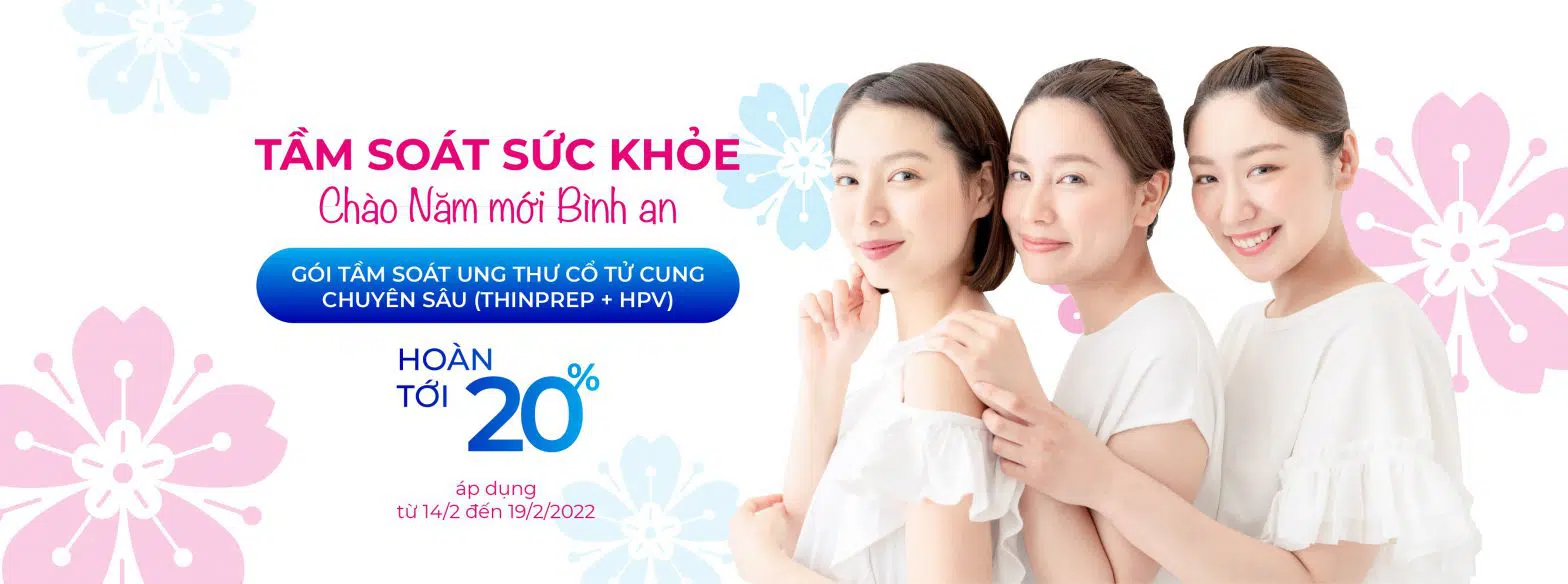 TẦM SOÁT SỨC KHỎE
Chào Năm mới Bình an
GÓI TẦM SOÁT UNG THƯ CỔ TỬ CUNG
CHUYÊN SÂU (THINPREP + HPV)
HOÀN
TỚI 20%
áp dụng
từ 14/2 đến 19/2/2022